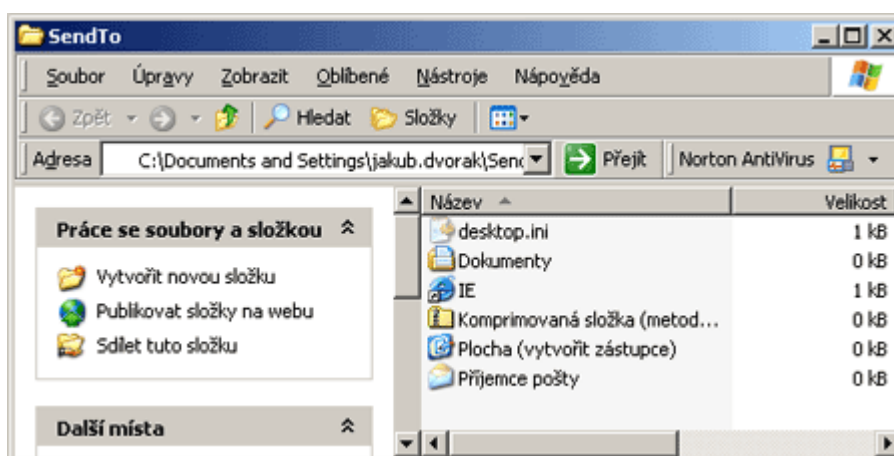 SendTo
Soubor Úpravy Zobrazit Oblíbené Nástroje Nápověda
Zpět Hledat Složky
Adresa C:\Documents and Settings\jakub.dvorak\Senc Přejít Norton AntiVirus
Práce se soubory a složkou
Vytvořit novou složku
Publikovat složky na webu
Sdílet tuto složku
Další místa
Název Velikost
desktop.ini 1 kB
Dokumenty 0 kB
IE 1 kB
Komprimovaná složka (metod... 0 kB
Plocha (vytvořit zástupce) 0 kB
Příjemce pošty 0 kB